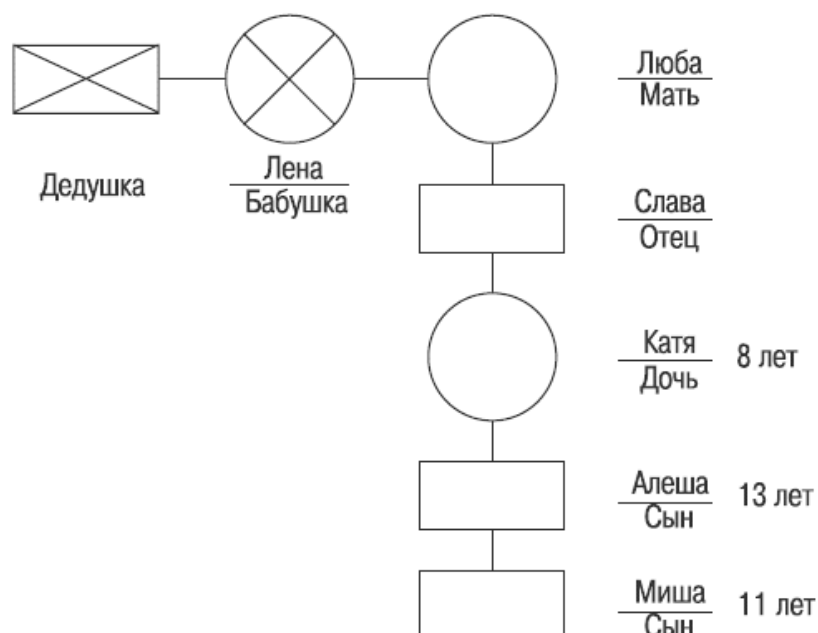 Люба
Мать
Дедушка
Лена
Бабушка
Слава
Отец
Катя
Дочь
8 лет
Алеша
Сын
13 лет
Миша
Сын
11 лет